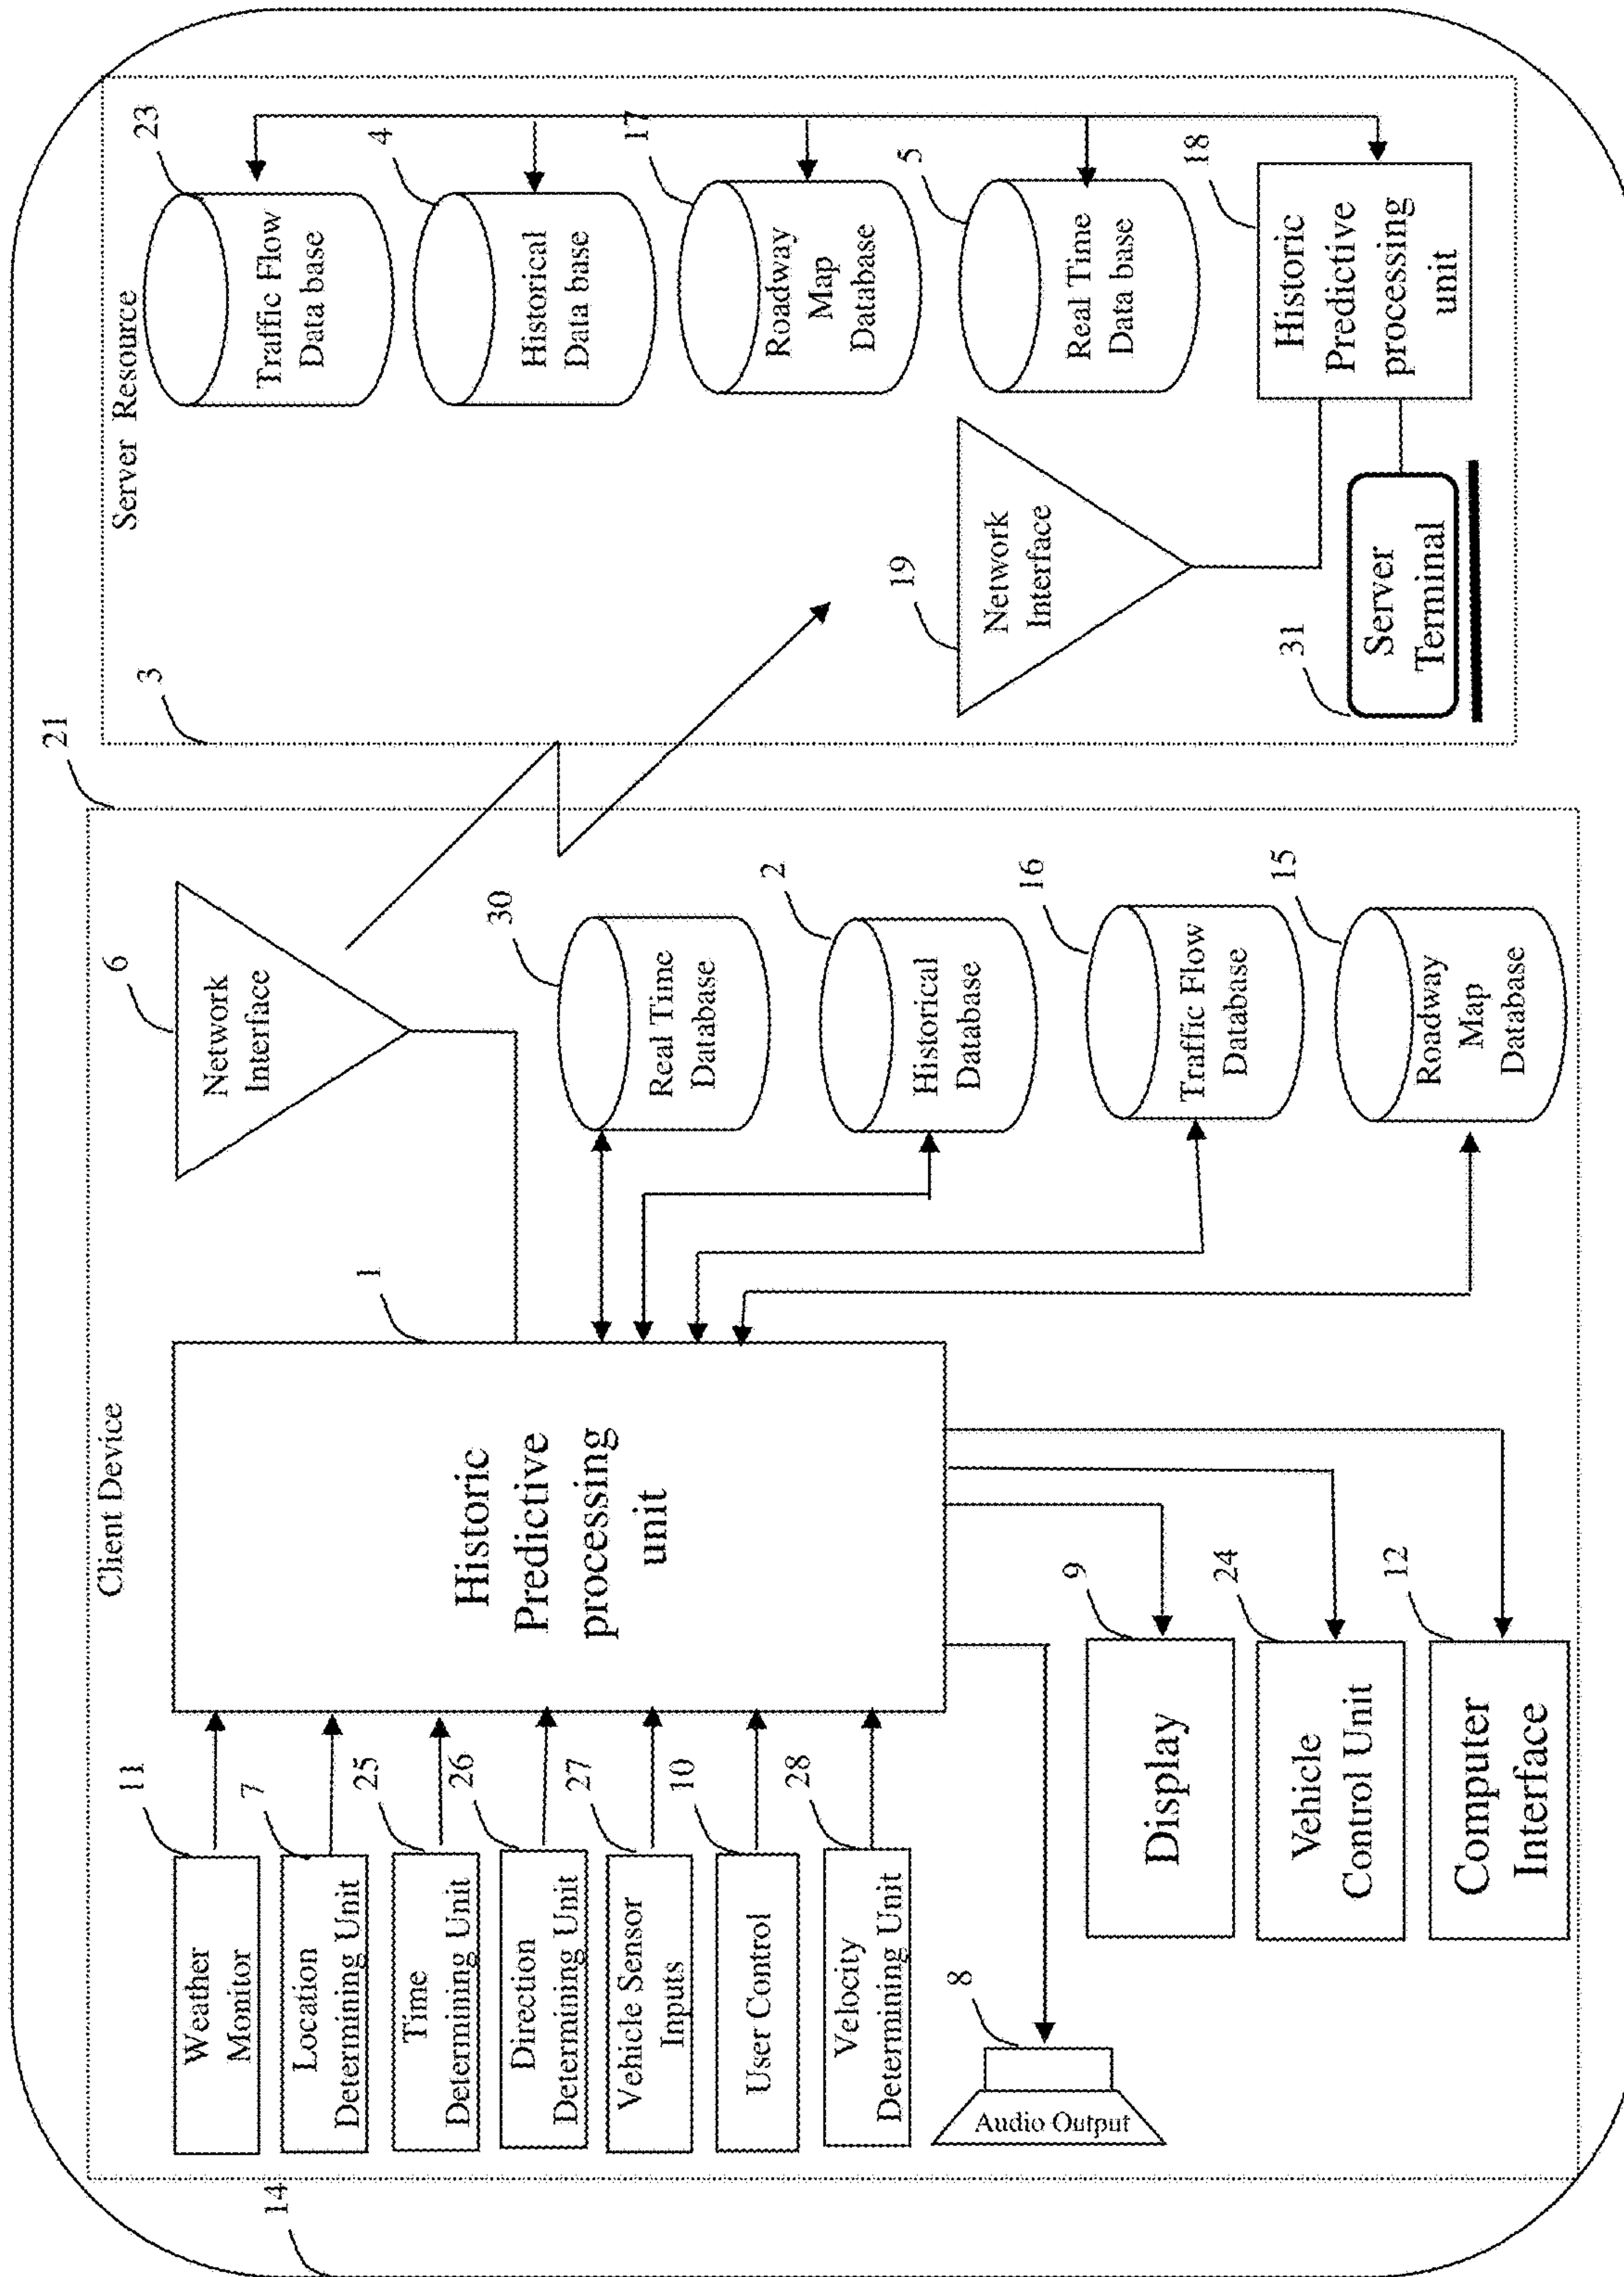 14
Client Device
21
Weather
Monitor
11
Location
Determining Unit
7
Time
Determining Unit
25
Direction
Determining Unit
26
Vehicle Sensor
Inputs
27
User Control
10
Velocity
Determining Unit
28
Audio Output
8
Historic
Predictive
processing
unit
1
Display
9
Vehicle
Control Unit
24
Computer
Interface
12
Network
Interface
6
Real Time
Database
30
Historical
Database
2
Traffic Flow
Database
16
Roadway
Map
Database
15
3
Server Resource
Traffic Flow
Data base
23
Historical
Data base
4
Roadway
Map
Database
17
Real Time
Data base
5
Network
Interface
19
Historic
Predictive
processing
unit
18
Server
Terminal
31